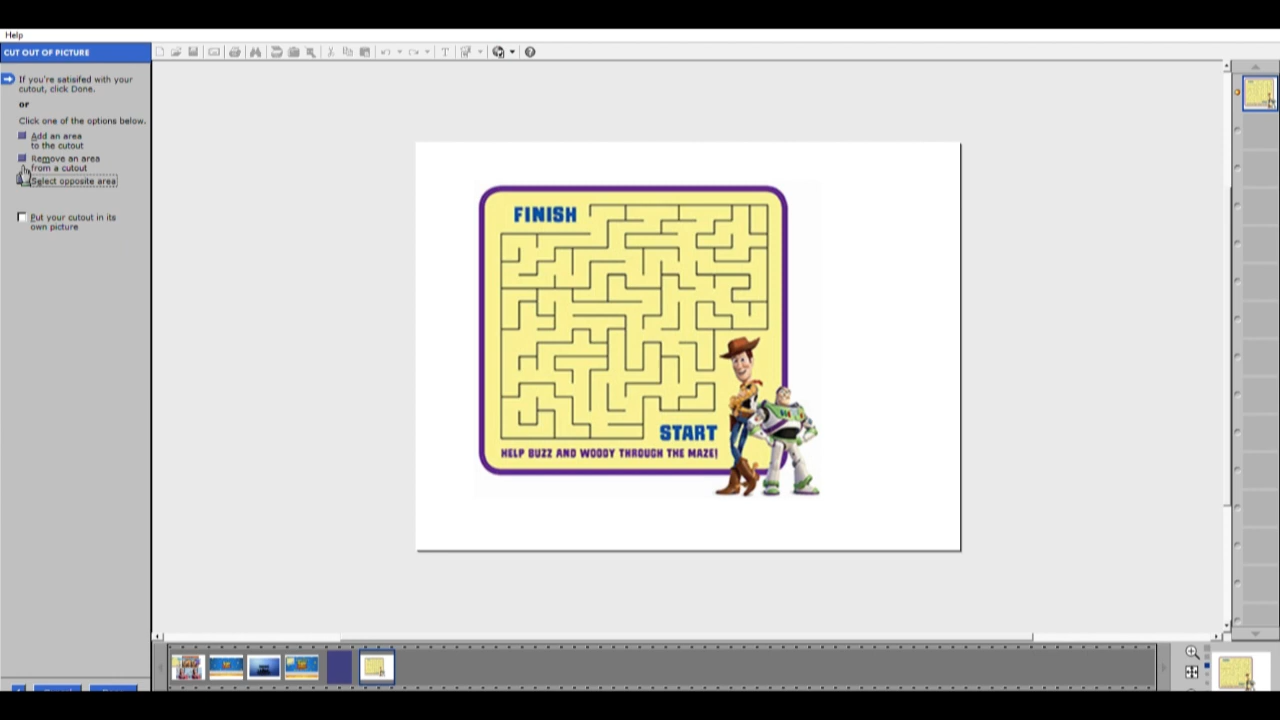 Help
CUT OUT OF PICTURE
If you're satisifed with your
cutout, click Done.
or
Click one of the options below.
Add an area
to the cutout
Remove an area
from a cutout
Select opposite area
Put your cutout in its
own picture
FINISH
START
HELP BUZZ AND WOODY THROUGH THE MAZE!